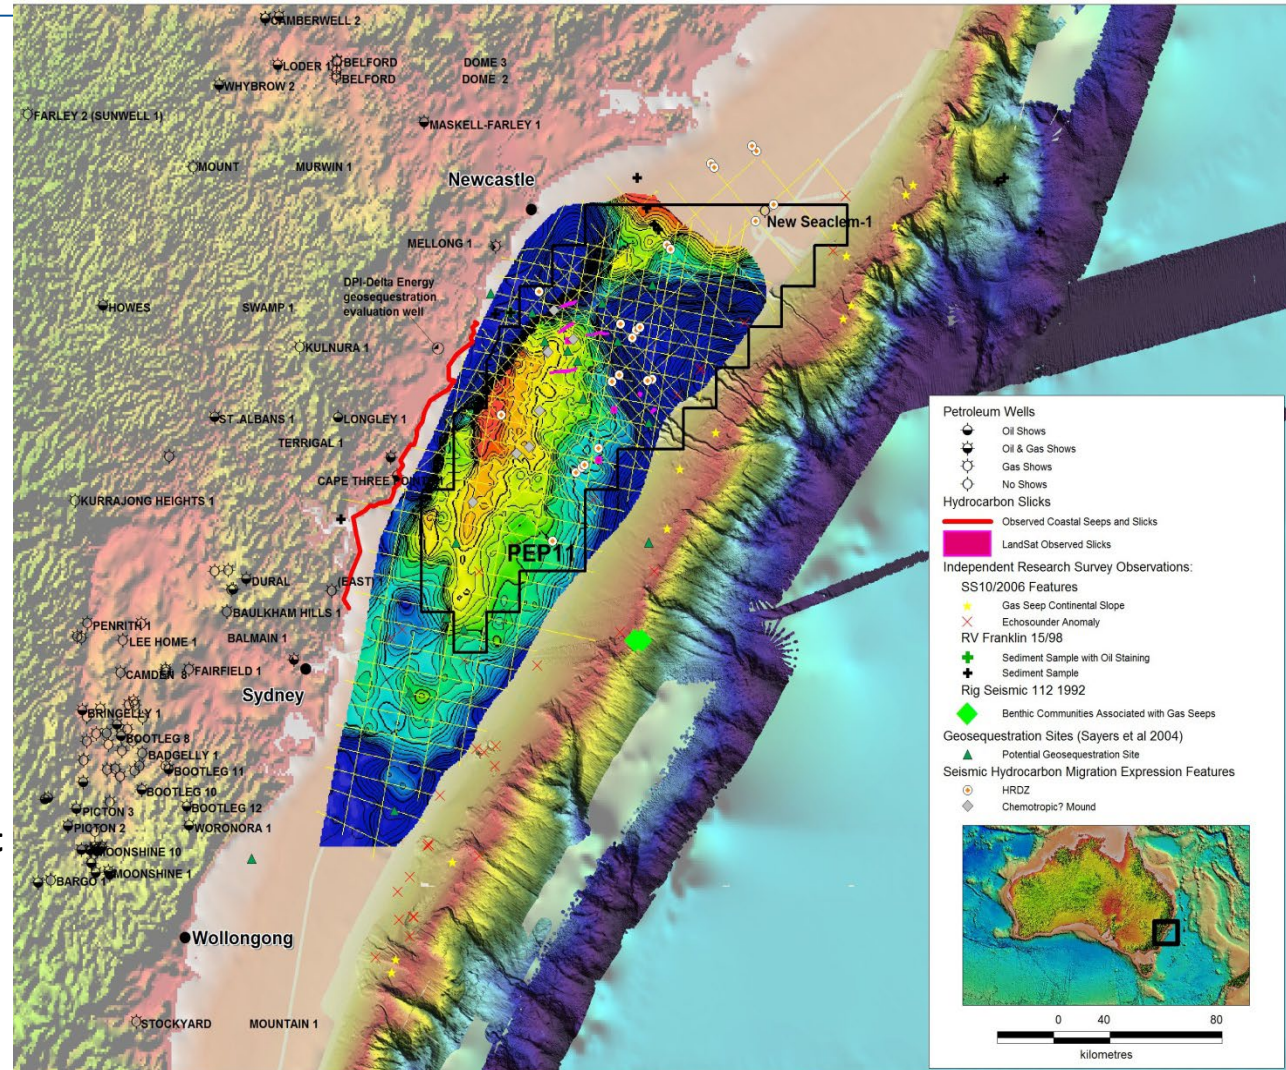 CAMBERWELL 2
LODER 1
BELFORD
DOME 3
BELFORD
DOME 2
WHYBROW 2
FARLEY 2 (SUNWELL 1)
MASKELL-FARLEY 1
MOUNT
MURWIN 1
Newcastle
New Seaclem-1
MELLONG 1
DPI-Delta Energy
geosequestration
evaluation well
HOWES
SWAMP 1
KULNURA 1
ST. ALBANS 1
LONGLEY 1
TERRIGAL 1
CAPE THREE POINTS 1
KURRAJONG HEIGHTS 1
PEP11
DURAL
(EAST) 1
BAULKHAM HILLS 1
PENRITH 1
LEE HOME 1
BALMAIN 1
CAMDEN 8
FAIRFIELD 1
Sydney
BRINGELLY 1
BOOTLEG 8
BADGELLY 1
BOOTLEG 11
BOOTLEG 10
PICTON 3
BOOTLEG 12
PICTON 2
WORONORA 1
MOONSHINE 10
MOONSHINE 1
BARGO 1
Wollongong
STOCKYARD
MOUNTAIN 1
Petroleum Wells
Oil Shows
Oil & Gas Shows
Gas Shows
No Shows
Hydrocarbon Slicks
Observed Coastal Seeps and Slicks
LandSat Observed Slicks
Independent Research Survey Observations:
SS10/2006 Features
Gas Seep Continental Slope
Echosounder Anomaly
RV Franklin 15/98
Sediment Sample with Oil Staining
Sediment Sample
Rig Seismic 112 1992
Benthic Communities Associated with Gas Seeps
Geosequestration Sites (Sayers et al 2004)
Potential Geosequestration Site
Seismic Hydrocarbon Migration Expression Features
HRDZ
Chemotropic? Mound
0 40 80
kilometres